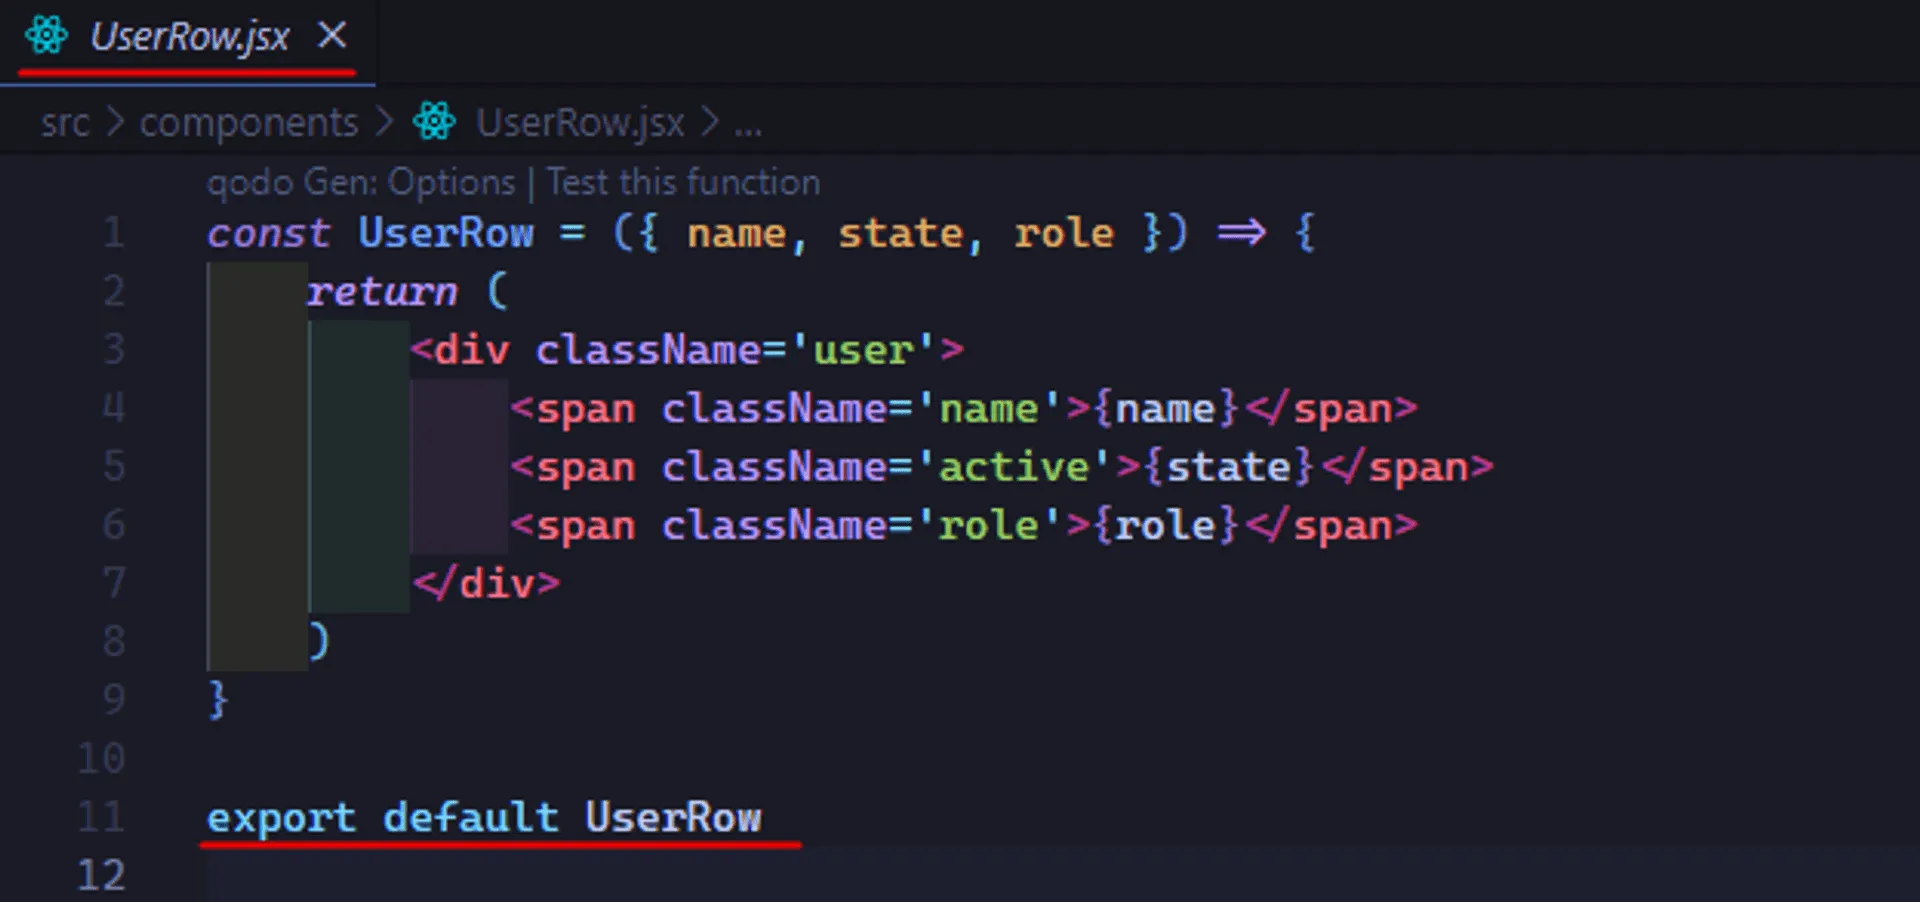 UserRow.jsx ×
src > components > UserRow.jsx > ...
qodo Gen: Options | Test this function
1 const UserRow = ({ name, state, role }) => {
2 return (
3 <div className='user'>
4 <span className='name'>{name}</span>
5 <span className='active'>{state}</span>
6 <span className='role'>{role}</span>
7 </div>
8 )
9 }
10
11 export default UserRow
12